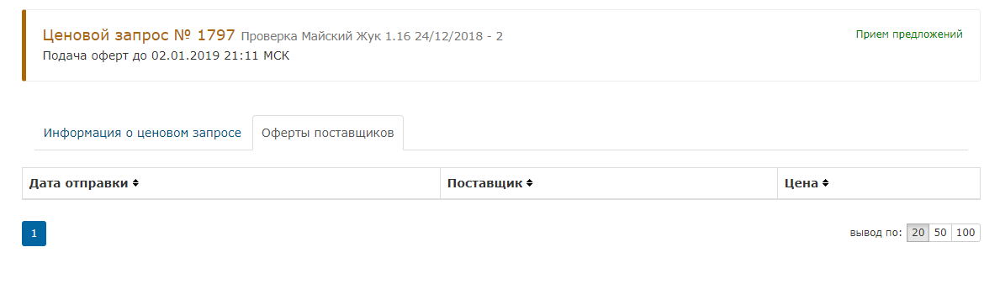 Ценовой запрос № 1797 Проверка Майский Жук 1.16 24/12/2018 - 2
Прием предложений
Подача оферт до 02.01.2019 21:11 МСК
Информация о ценовом запросе
Оферты поставщиков
Дата отправки Поставщик Цена
1
вывод по: 20 50 100